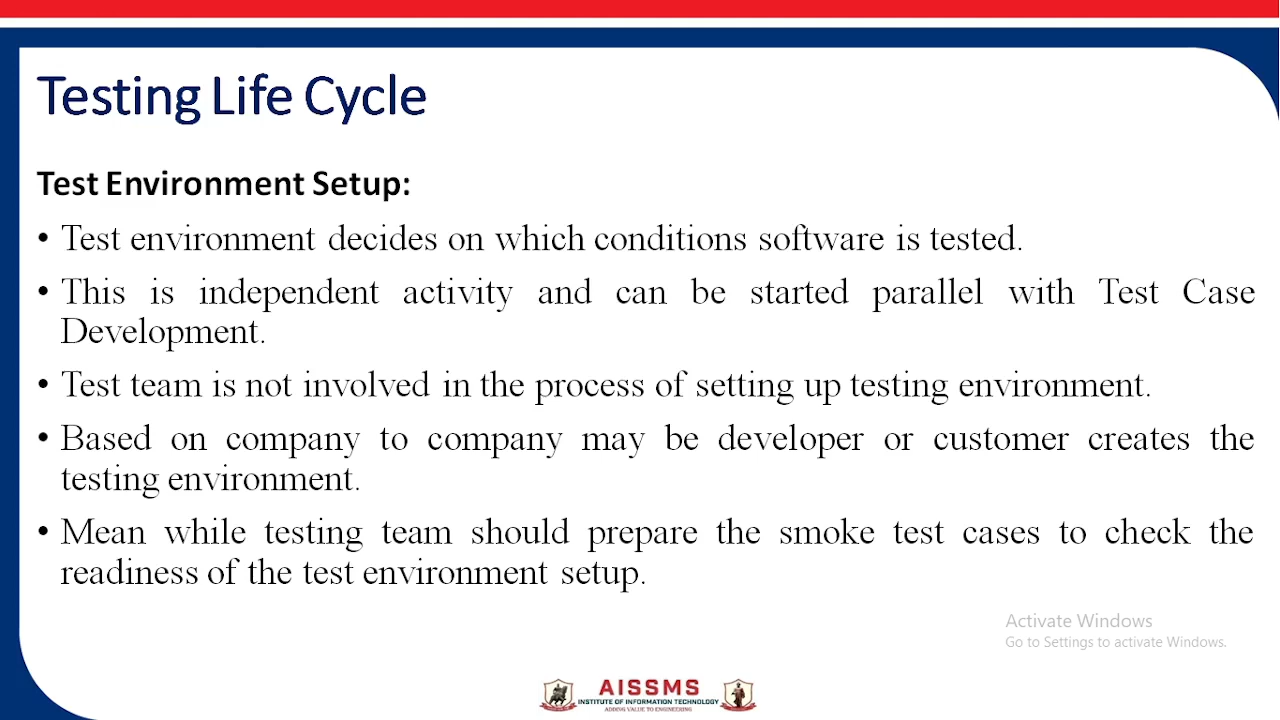 Testing Life Cycle
Test Environment Setup:
• Test environment decides on which conditions software is tested.
• This is independent activity and can be started parallel with Test Case
Development.
• Test team is not involved in the process of setting up testing environment.
• Based on company to company may be developer or customer creates the
testing environment.
• Mean while testing team should prepare the smoke test cases to check the
readiness of the test environment setup.
Activate Windows
Go to Settings to activate Windows.
AISSMS
INSTITUTE OF INFORMATION TECHNOLOGY
ADDING VALUE TO ENGINEERING